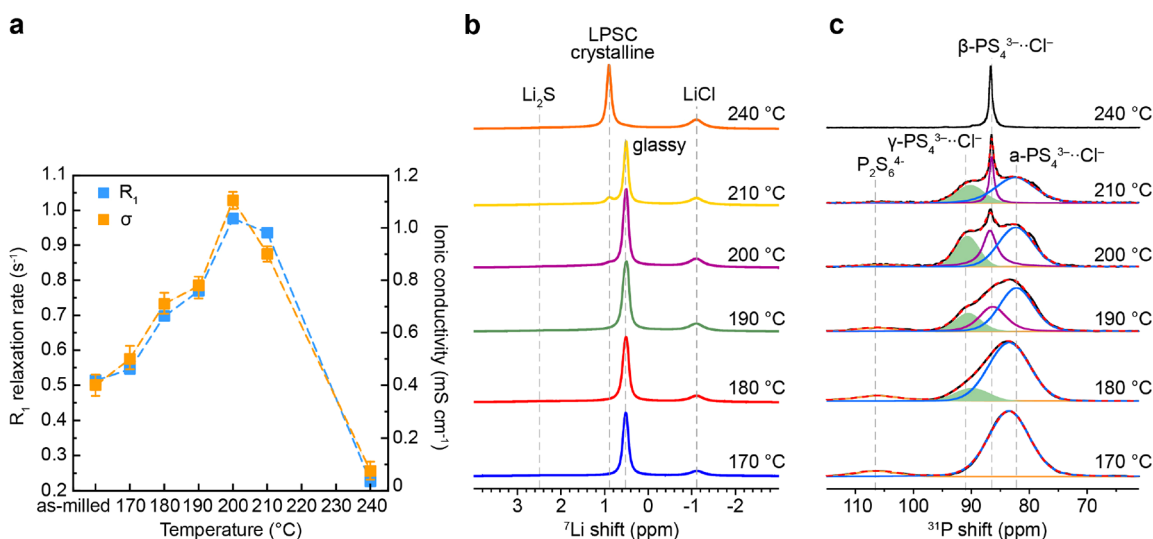 a
R₁
σ
1.1
1.0
0.9
0.8
0.7
0.6
0.5
0.4
0.3
0.2
R₁ relaxation rate (s⁻¹)
1.2
1.0
0.8
0.6
0.4
0.2
0
Ionic conductivity (mS cm⁻¹)
as-milled 170 180 190 200 210 220 230 240
Temperature (°C)
b
LPSC
crystalline
Li₂S
LiCl
240 °C
glassy
210 °C
200 °C
190 °C
180 °C
170 °C
3 2 1 0 -1 -2
⁷Li shift (ppm)
c
β-PS₄³⁻··Cl⁻
240 °C
γ-PS₄³⁻··Cl⁻
P₂S₆⁴⁻
a-PS₄³⁻··Cl⁻
210 °C
200 °C
190 °C
180 °C
170 °C
110 100 90 80 70
³¹P shift (ppm)